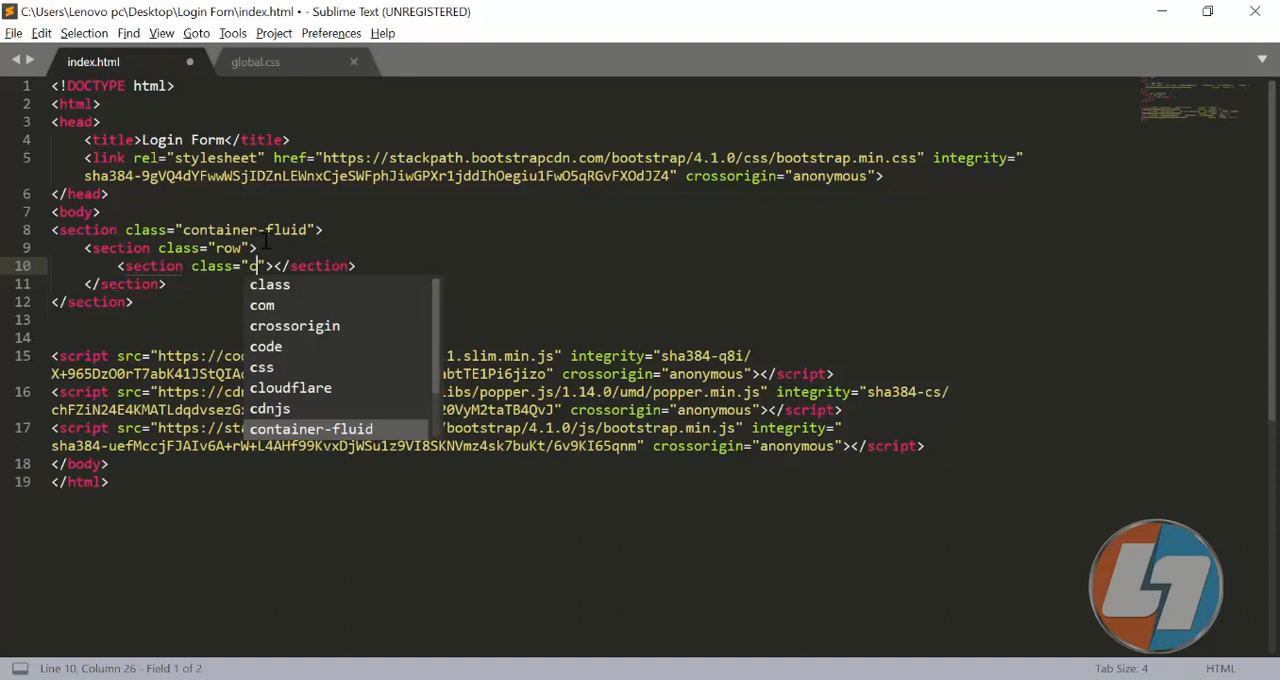 C:\Users\Lenovo pc\Desktop\Login Fom\index.html • - Sublime Text (UNREGISTERED)
File Edit Selection Find View Goto Tools Project Preferences Help
index.html global.css
1 <!DOCTYPE html>
2 <html>
3 <head>
4 <title>Login Form</title>
5 <link rel="stylesheet" href="https://stackpath.bootstrapcdn.com/bootstrap/4.1.0/css/bootstrap.min.css" integrity="
sha384-9gVQ4dYFwwWSjIDZnLEWnxCjeSWFphJiwGPXr1jddIhOegiu1FwO5qRGvFXOdJZ4" crossorigin="anonymous">
6 </head>
7 <body>
8 <section class="container-fluid">
9 <section class="row">
10 <section class="c"></section>
11 </section>
12 </section>
13
14
15 <script src="https://co 1.slim.min.js" integrity="sha384-q8i/
X+965DzO0rT7abK41JStQIA abtTE1Pi6jizo" crossorigin="anonymous"></script>
16 <script src="https://cd ibs/popper.js/1.14.0/umd/popper.min.js" integrity="sha384-cs/
chFZiN24E4KMATLdqdvsezG 20VyM2taTB4QvJ" crossorigin="anonymous"></script>
17 <script src="https://st /bootstrap/4.1.0/js/bootstrap.min.js" integrity="
sha384-uefMccjFJAIv6A+rW+L4AHf99KvxDjWSu1z9VI8SKNVmz4sk7buKt/6v9KI65qnm" crossorigin="anonymous"></script>
18 </body>
19 </html>
class
com
crossorigin
code
css
cloudflare
cdnjs
container-fluid
Line 10, Column 26 - Field 1 of 2 Tab Size: 4 HTML